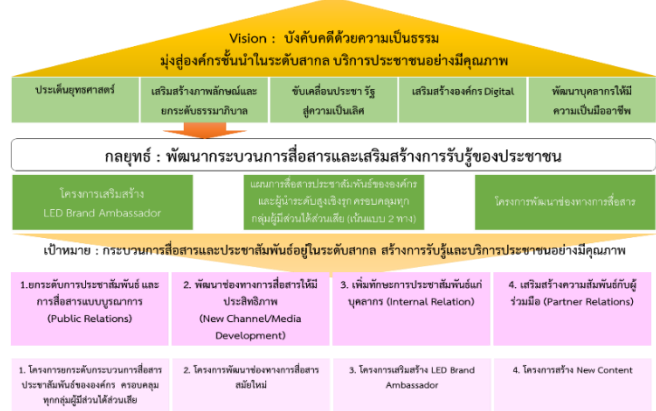 Vision : บังคับคดีด้วยความเป็นธรรม
มุ่งสู่องค์กรชั้นนำในระดับสากล บริการประชาชนอย่างมีคุณภาพ
ประเด็นยุทธศาสตร์
เสริมสร้างภาพลักษณ์และ
ยกระดับธรรมาภิบาล
ขับเคลื่อนประชา รัฐ
สู่ความเป็นเลิศ
เสริมสร้างองค์กร Digital
พัฒนาบุคลากรให้มี
ความเป็นมืออาชีพ
กลยุทธ์ : พัฒนากระบวนการสื่อสารและเสริมสร้างการรับรู้ของประชาชน
โครงการเสริมสร้าง
LED Brand Ambassador
แผนการสื่อสารประชาสัมพันธ์ขององค์กร
และผู้นำระดับสูงเชิงรุก ครอบคลุมทุก
กลุ่มผู้มีส่วนได้ส่วนเสีย (เน้นแบบ 2 ทาง)
โครงการพัฒนาช่องทางการสื่อสาร
เป้าหมาย : กระบวนการสื่อสารและประชาสัมพันธ์อยู่ในระดับสากล สร้างการรับรู้และบริการประชาชนอย่างมีคุณภาพ
1.ยกระดับการประชาสัมพันธ์ และ
การสื่อสารแบบบูรณาการ
(Public Relations)
2. พัฒนาช่องทางการสื่อสารให้มี
ประสิทธิภาพ
(New Channel/Media
Development)
3. เพิ่มทักษะการประชาสัมพันธ์แก่
บุคลากร (Internal Relation)
4. เสริมสร้างความสัมพันธ์กับผู้
ร่วมมือ (Partner Relations)
1. โครงการยกระดับกระบวนการสื่อสาร
ประชาสัมพันธ์ขององค์กร ครอบคลุม
ทุกกลุ่มผู้มีส่วนได้ส่วนเสีย
2. โครงการพัฒนาช่องทางการสื่อสาร
สมัยใหม่
3. โครงการเสริมสร้าง LED Brand
Ambassador
4. โครงการสร้าง New Content